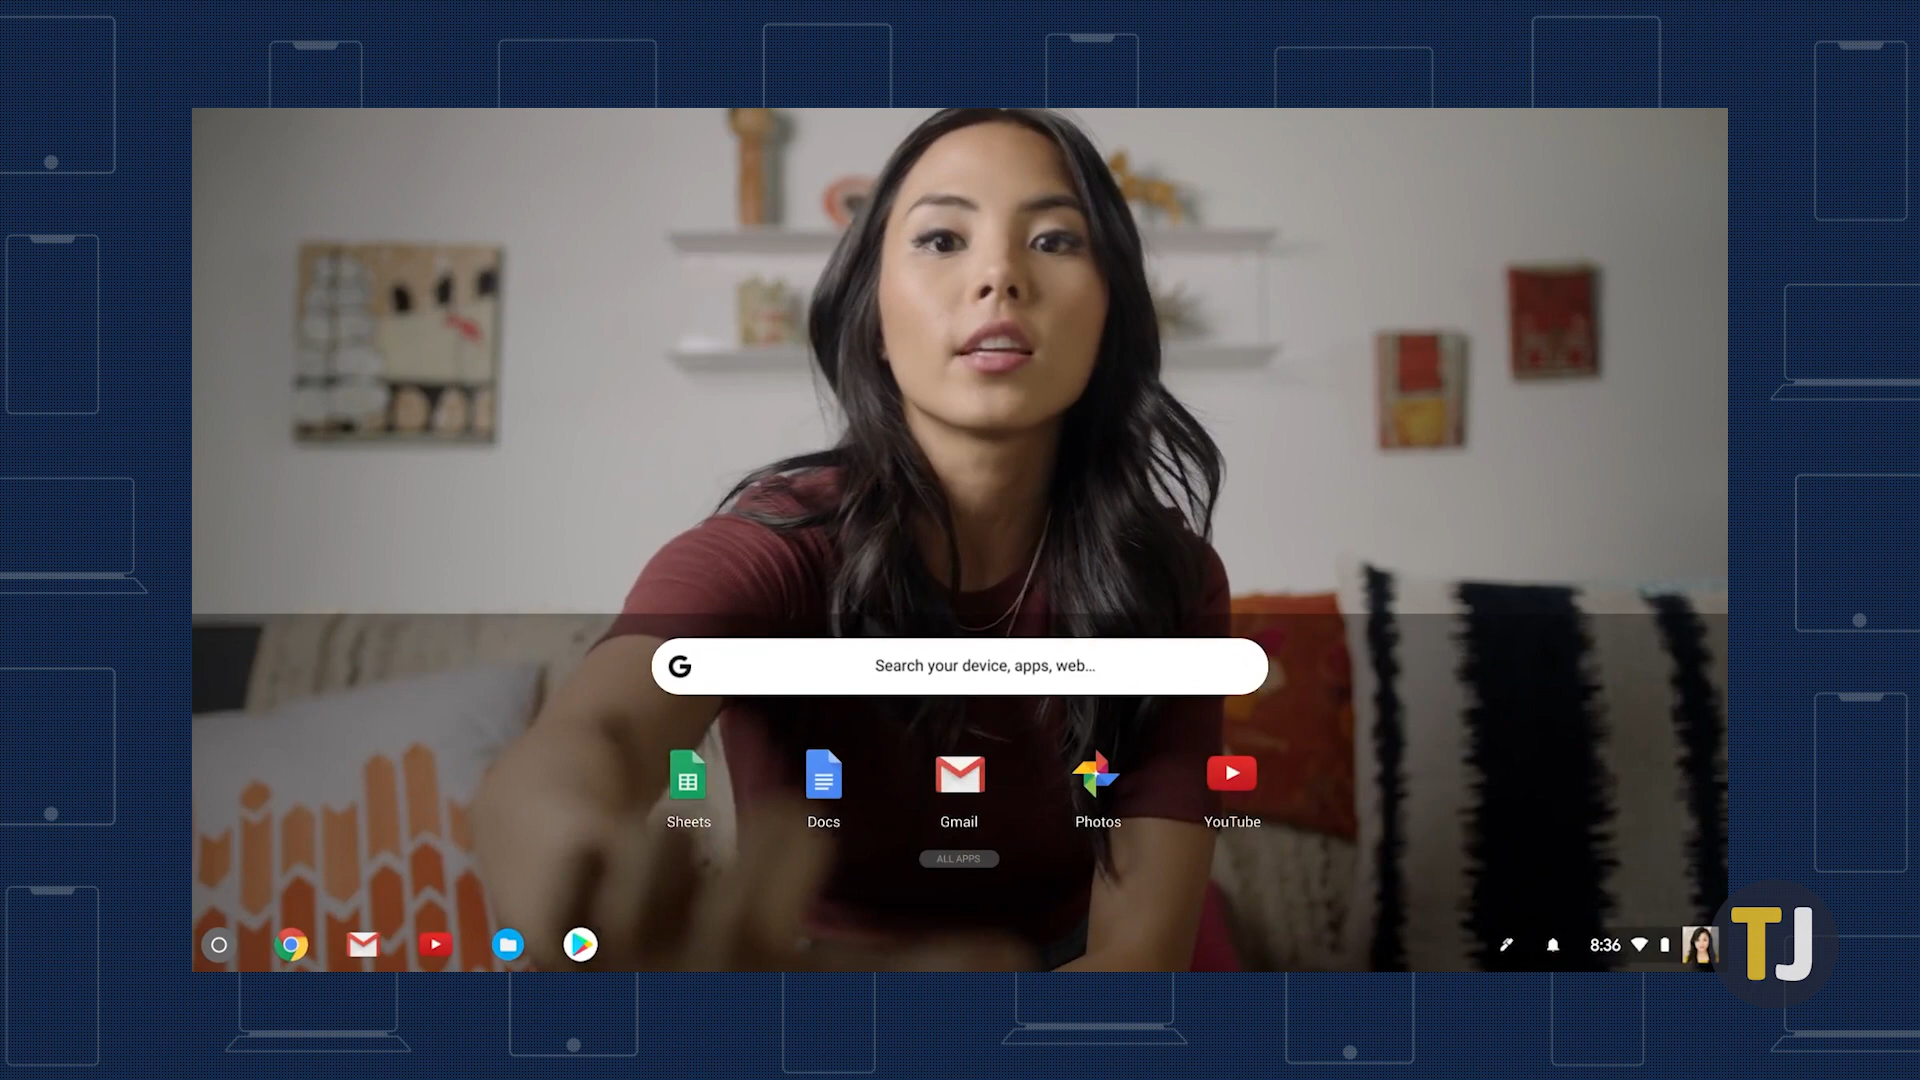 G
Search your device, apps, web...
Sheets
Docs
Gmail
Photos
YouTube
ALL APPS
8:36
TJ